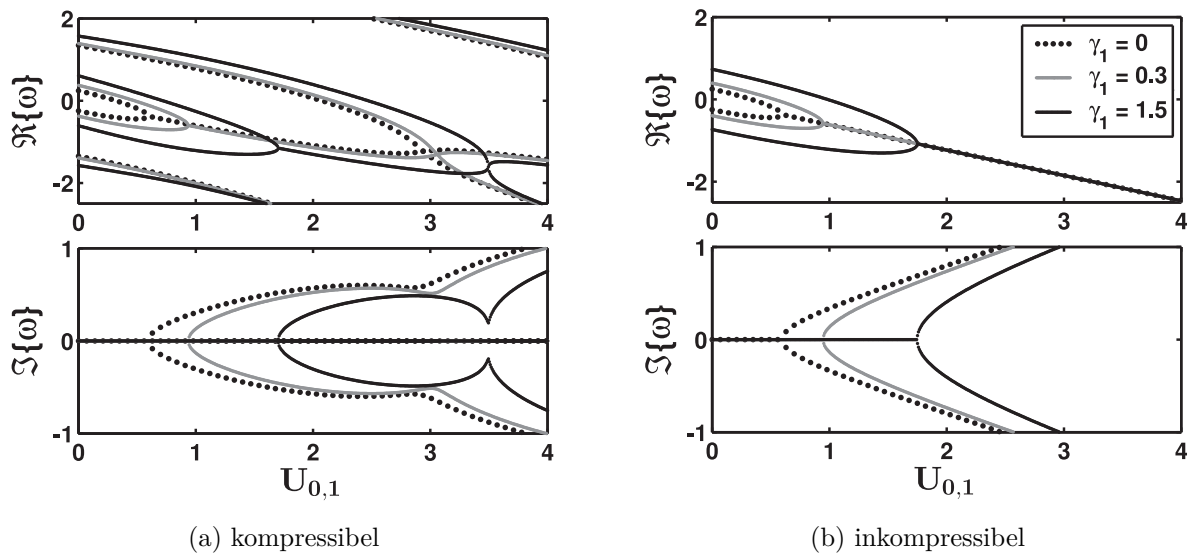 2
0
-2
ℜ{ω}
0
1
2
3
4
1
0
-1
ℑ{ω}
0
1
2
3
4
U0,1
(a) kompressibel
2
0
-2
ℜ{ω}
0
1
2
3
4
γ1 = 0
γ1 = 0.3
γ1 = 1.5
1
0
-1
ℑ{ω}
0
1
2
3
4
U0,1
(b) inkompressibel